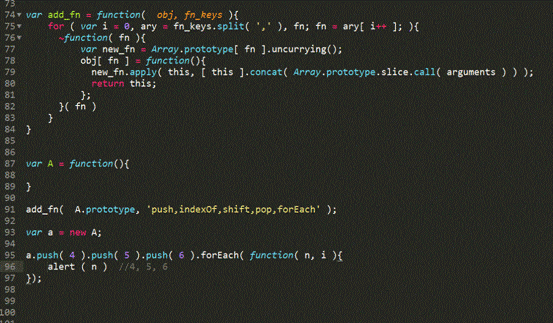 73
74 var add_fn = function(  obj, fn_keys ){
75     for ( var i = 0, ary = fn_keys.split( ',' ), fn; fn = ary[ i++ ]; ){
76       ~function( fn ){
77          var new_fn = Array.prototype[ fn ].uncurrying();
78          obj[ fn ] = function(){
79            new_fn.apply( this, [ this ].concat( Array.prototype.slice.call( arguments ) ) );
80            return this;
81          };
82       }( fn )
83     }
84 }
85
86
87 var A = function(){
88
89 }
90
91 add_fn(  A.prototype, 'push,indexOf,shift,pop,forEach' );
92
93 var a = new A;
94
95 a.push( 4 ).push( 5 ).push( 6 ).forEach( function( n, i ){
96     alert ( n )  //4, 5, 6
97 });
98
99
100